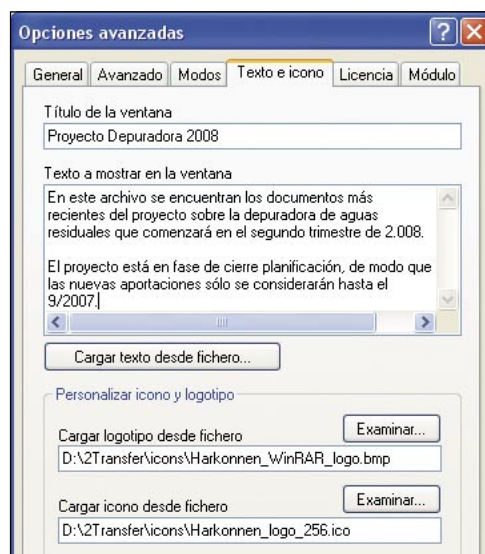 Opciones avanzadas
General Avanzado Modos Texto e icono Licencia Módulo
Título de la ventana
Proyecto Depuradora 2008
Texto a mostrar en la ventana
En este archivo se encuentran los documentos más
recientes del proyecto sobre la depuradora de aguas
residuales que comenzará en el segundo trimestre de 2.008.
El proyecto está en fase de cierre planificación, de modo que
las nuevas aportaciones sólo se considerarán hasta el
9/2007.
Cargar texto desde fichero...
Personalizar icono y logotipo
Cargar logotipo desde fichero
Examinar...
D:\2Transfer\icons\Harkonnen_WinRAR_logo.bmp
Cargar icono desde fichero
Examinar...
D:\2Transfer\icons\Harkonnen_logo_256.ico